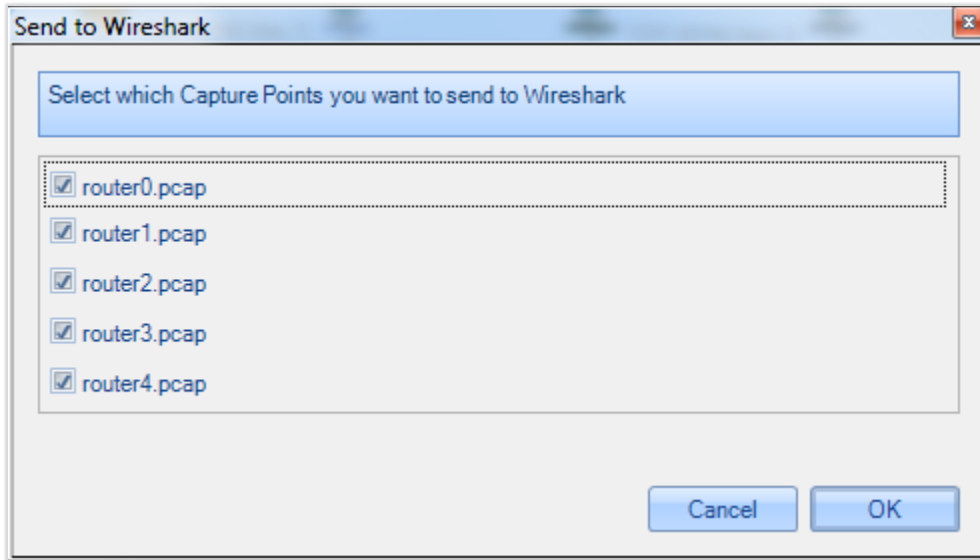 Send to Wireshark
Select which Capture Points you want to send to Wireshark
router0.pcap
router1.pcap
router2.pcap
router3.pcap
router4.pcap
Cancel OK